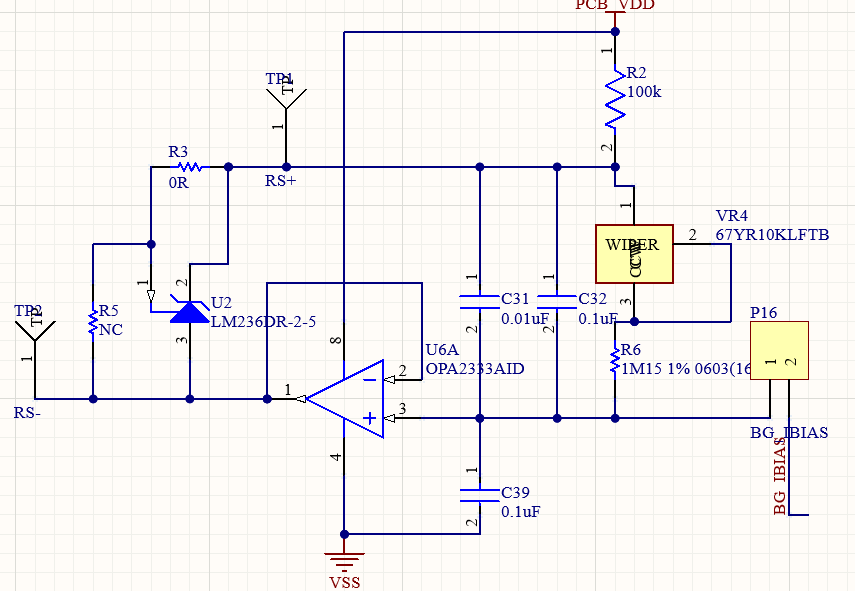 PCB_VDD
1
R2
100k
2
TP1
TP
1
R3
0R
RS+
1
VR4
67YR10KLFTB
WIPER
2
3
1
2
U2
LM236DR-2-5
3
TP2
TP
1
R5
NC
RS-
1
C31
0.01uF
2
1
C32
0.1uF
2
P16
1
2
R6
1M15 1% 0603(16
8
U6A
OPA2333AID
2
1
3
4
BG_IBIAS
BG_IBIAS
1
C39
0.1uF
2
VSS